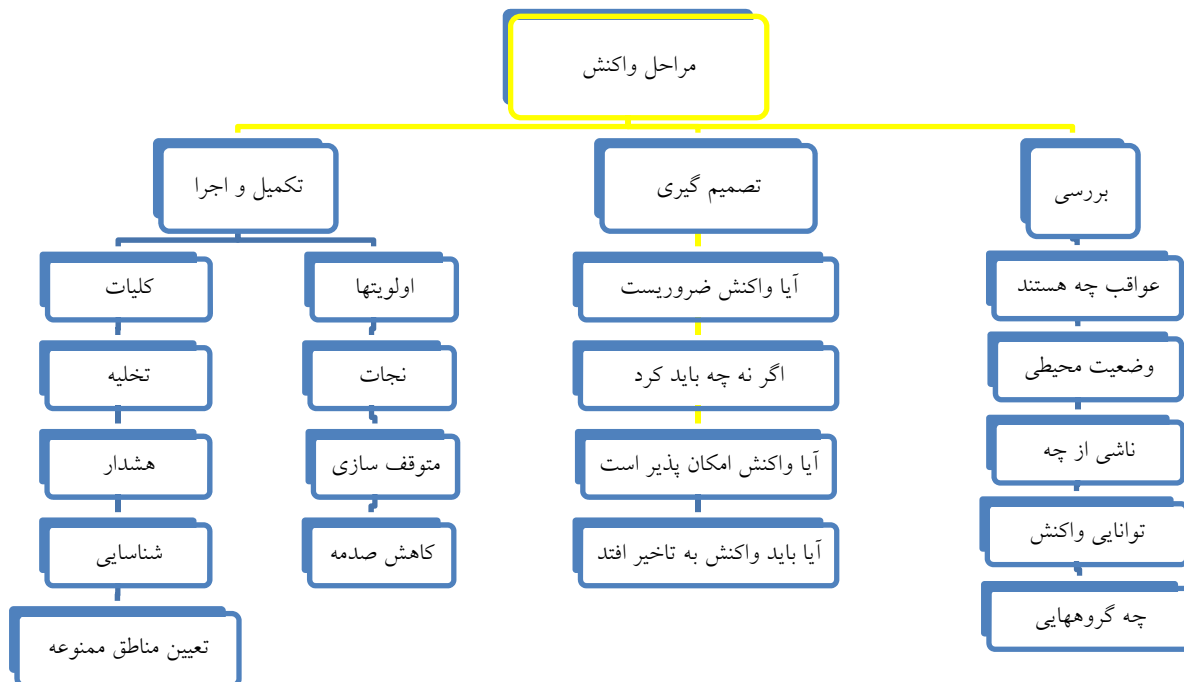 مراحل واکنش
بررسی
عواقب چه هستند
وضعیت محیطی
ناشی از چه
توانایی واکنش
چه گروههایی
تصمیم گیری
آیا واکنش ضروریست
اگر نه چه باید کرد
آیا واکنش امکان پذیر است
آیا باید واکنش به تاخیر افتد
تکمیل و اجرا
اولویتها
نجات
متوقف سازی
کاهش صدمه
کلیات
تخلیه
هشدار
شناسایی
تعیین مناطق ممنوعه